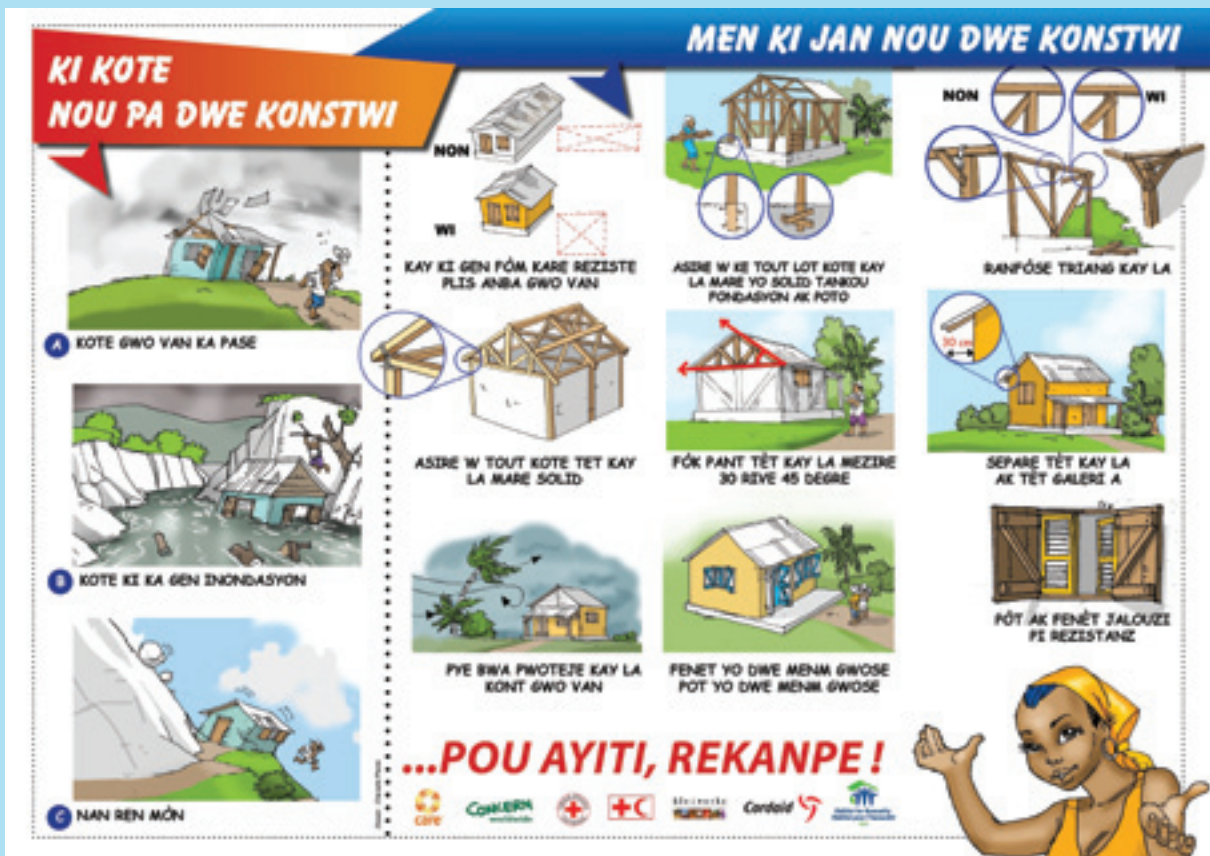 KI KOTE
NOU PA DWE KONSTWI
A KOTE GWO VAN KA PASE
B KOTE KI KA GEN INONDASYON
C NAN REN MÒN
MEN KI JAN NOU DWE KONSTWI
NON
WI
KAY KI GEN FÒM KARE REZISTE
PLIS ANBA GWO VAN
ASIRE W KE TOUT LOT KOTE KAY
LA MARE YO SOLID TANKOU
FONDASYON AK POTO
NON
WI
RANFÒSE TRIANG KAY LA
ASIRE W TOUT KOTE TET KAY
LA MARE SOLID
FÒK PANT TÈT KAY LA MEZIRE
30 RIVE 45 DEGRE
30 cm
SEPARE TÈT KAY LA
AK TÈT GALERI A
PYE BWA PWOTEJE KAY LA
KONT GWO VAN
FENET YO DWE MENM GWOSE
POT YO DWE MENM GWOSE
PÒT AK FENÈT JALOUZI
PI REZISTANZ
...POU AYITI, REKANPE !
care
CONCERN
worldwide
Cordaid